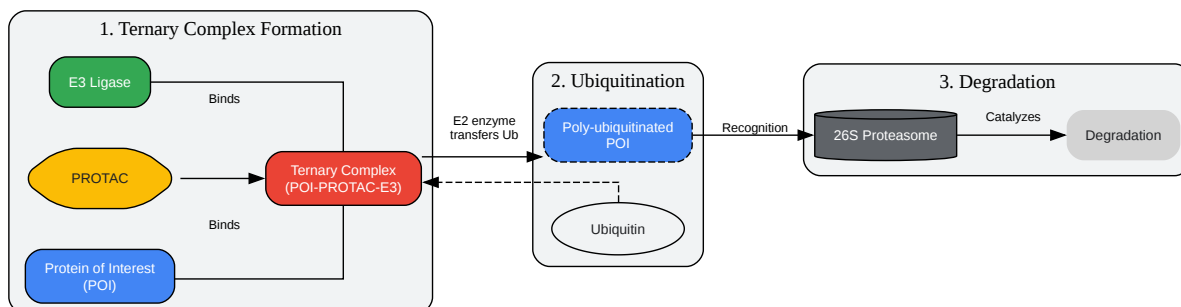 1. Ternary Complex Formation
E3 Ligase
Binds
PROTAC
Ternary Complex
(POI-PROTAC-E3)
Binds
Protein of Interest
(POI)
E2 enzyme
transfers Ub
2. Ubiquitination
Poly-ubiquitinated
POI
Ubiquitin
Recognition
3. Degradation
26S Proteasome
Catalyzes
Degradation